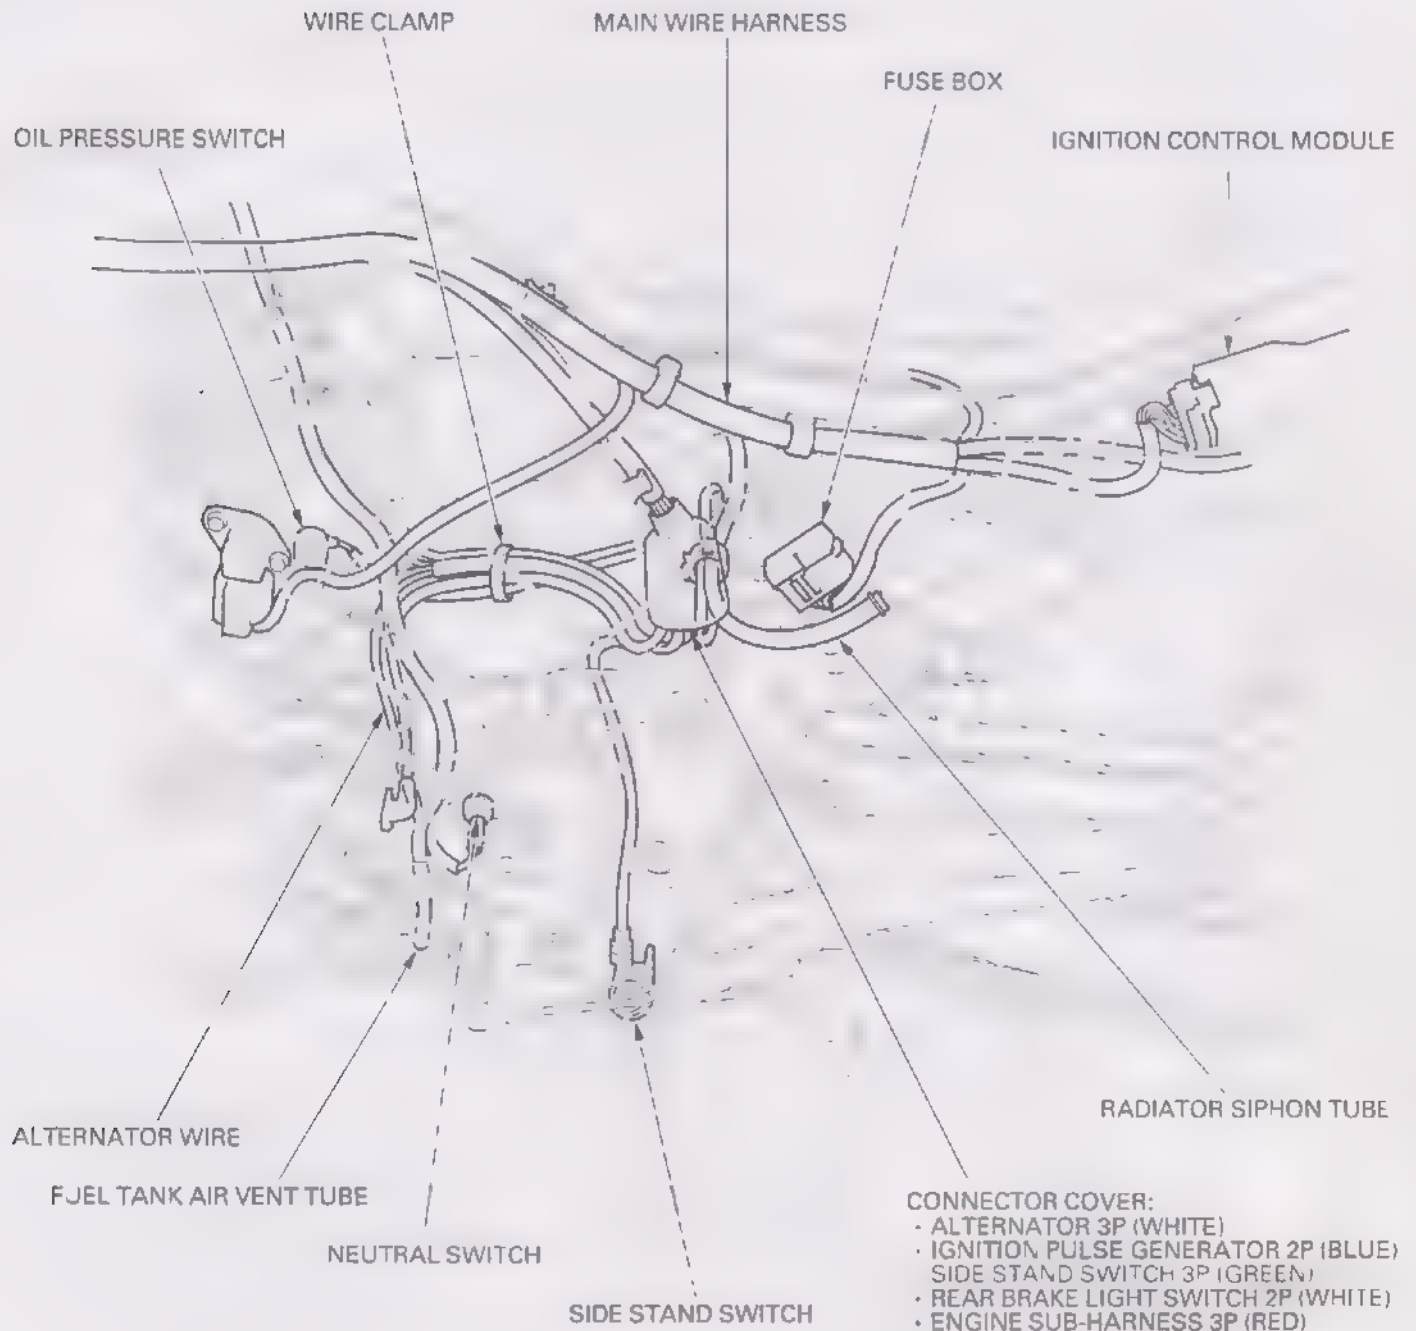 WIRE CLAMP
MAIN WIRE HARNESS
FUSE BOX
OIL PRESSURE SWITCH
IGNITION CONTROL MODULE
RADIATOR SIPHON TUBE
ALTERNATOR WIRE
FUEL TANK AIR VENT TUBE
NEUTRAL SWITCH
SIDE STAND SWITCH
CONNECTOR COVER:
· ALTERNATOR 3P (WHITE)
· IGNITION PULSE GENERATOR 2P (BLUE)
SIDE STAND SWITCH 3P (GREEN)
· REAR BRAKE LIGHT SWITCH 2P (WHITE)
· ENGINE SUB-HARNESS 3P (RED)